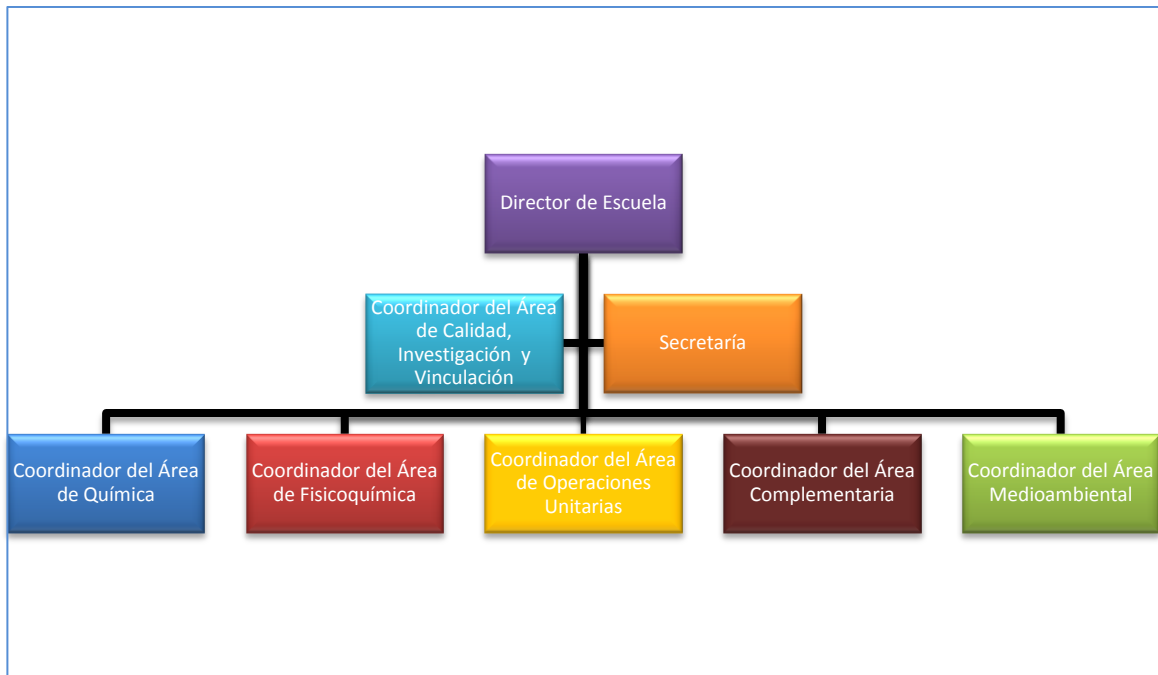 Director de Escuela
Coordinador del Área
de Calidad,
Investigación y
Vinculación
Secretaría
Coordinador del Área
de Química
Coordinador del Área
de Fisicoquímica
Coordinador del Área
de Operaciones
Unitarias
Coordinador del Área
Complementaria
Coordinador del Área
Medioambiental